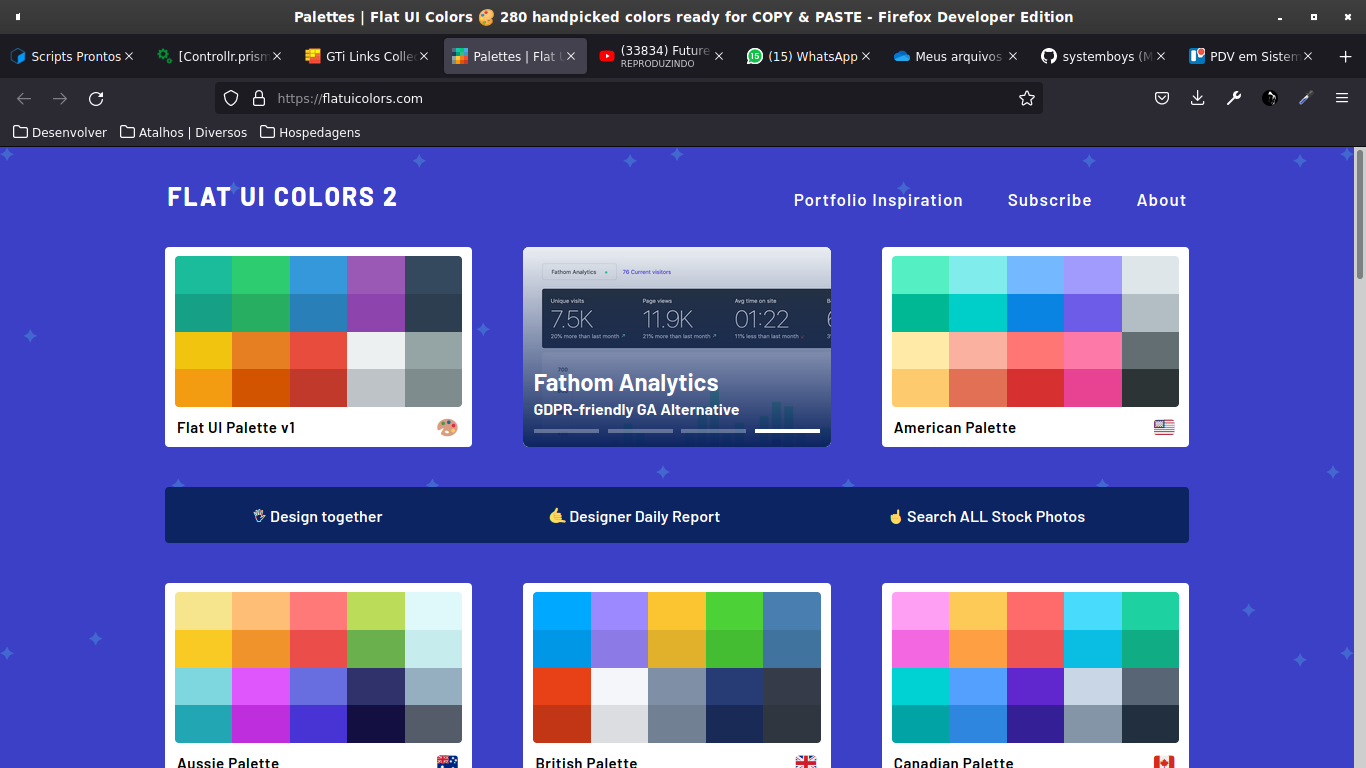 Palettes | Flat UI Colors 🎨 280 handpicked colors ready for COPY & PASTE - Firefox Developer Edition
Scripts Prontos
[Controllr.prism
GTi Links Collec
Palettes | Flat U
(33834) Future
REPRODUZINDO
(15) WhatsApp
Meus arquivos
systemboys (M
PDV em Sistem
https://flatuicolors.com
Desenvolver
Atalhos | Diversos
Hospedagens
FLAT UI COLORS 2
Portfolio Inspiration
Subscribe
About
Fathom Analytics
76 Current visitors
Unique visits
Page views
Avg time on site
7.5K
11.9K
01:22
20% more than last month
21% more than last month
11% less than last month
700
Fathom Analytics
GDPR-friendly GA Alternative
Flat UI Palette v1
American Palette
Design together
Designer Daily Report
Search ALL Stock Photos
Aussie Palette
British Palette
Canadian Palette